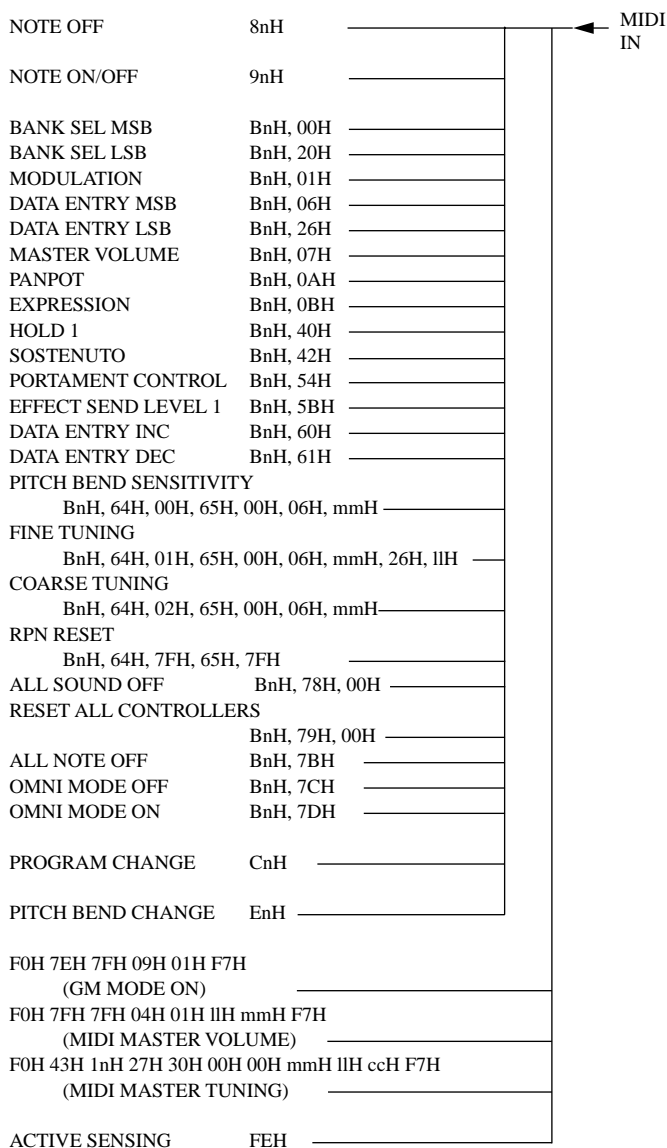 NOTE OFF 8nH MIDI
IN
NOTE ON/OFF 9nH
BANK SEL MSB BnH, 00H
BANK SEL LSB BnH, 20H
MODULATION BnH, 01H
DATA ENTRY MSB BnH, 06H
DATA ENTRY LSB BnH, 26H
MASTER VOLUME BnH, 07H
PANPOT BnH, 0AH
EXPRESSION BnH, 0BH
HOLD 1 BnH, 40H
SOSTENUTO BnH, 42H
PORTAMENT CONTROL BnH, 54H
EFFECT SEND LEVEL 1 BnH, 5BH
DATA ENTRY INC BnH, 60H
DATA ENTRY DEC BnH, 61H
PITCH BEND SENSITIVITY
BnH, 64H, 00H, 65H, 00H, 06H, mmH
FINE TUNING
BnH, 64H, 01H, 65H, 00H, 06H, mmH, 26H, llH
COARSE TUNING
BnH, 64H, 02H, 65H, 00H, 06H, mmH
RPN RESET
BnH, 64H, 7FH, 65H, 7FH
ALL SOUND OFF BnH, 78H, 00H
RESET ALL CONTROLLERS
BnH, 79H, 00H
ALL NOTE OFF BnH, 7BH
OMNI MODE OFF BnH, 7CH
OMNI MODE ON BnH, 7DH
PROGRAM CHANGE CnH
PITCH BEND CHANGE EnH
F0H 7EH 7FH 09H 01H F7H
(GM MODE ON)
F0H 7FH 7FH 04H 01H llH mmH F7H
(MIDI MASTER VOLUME)
F0H 43H 1nH 27H 30H 00H 00H mmH llH ccH F7H
(MIDI MASTER TUNING)
ACTIVE SENSING FEH